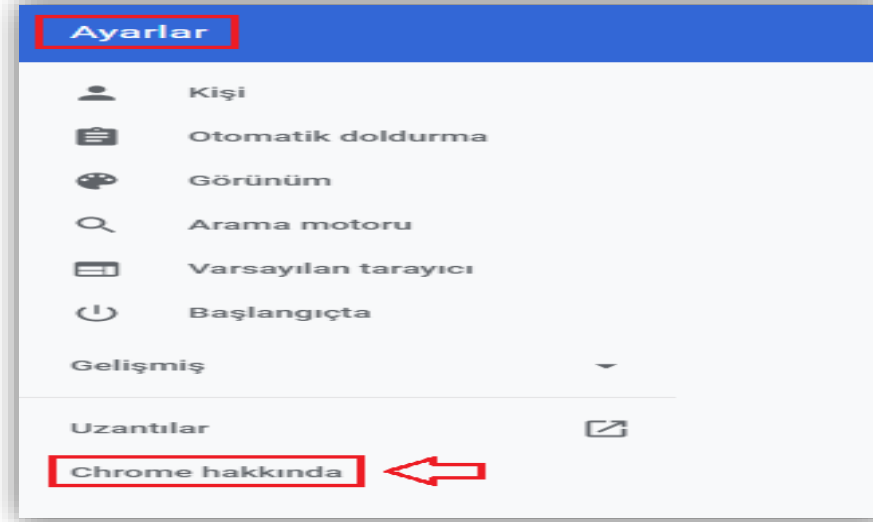 Ayarlar
Kişi
Otomatik doldurma
Görünüm
Arama motoru
Varsayılan tarayıcı
Başlangıçta
Gelişmiş
Uzantılar
Chrome hakkında